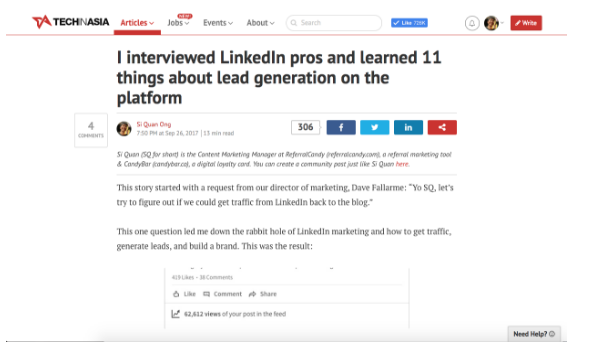 TECHINASIA Articles Jobs NEW Events About Search Like 719K Write
I interviewed LinkedIn pros and learned 11
things about lead generation on the
platform
4
COMMENTS
Si Quan Ong
7:00 PM at Sep 26, 2017 | 13 min read
306
Si Quan (SQ for short) is the Content Marketing Manager at ReferralCandy (referralcandy.com), a referral marketing tool
& CandyBar (candybar.co), a digital loyalty card. You can create a community post just like Si Quan here.
This story started with a request from our director of marketing, Dave Fallarme: "Yo SQ, let's
try to figure out if we could get traffic from LinkedIn back to the blog."
This one question led me down the rabbit hole of LinkedIn marketing and how to get traffic,
generate leads, and build a brand. This was the result:
419 Likes · 38 Comments
Like Comment Share
62,612 views of your post in the feed
Need Help?